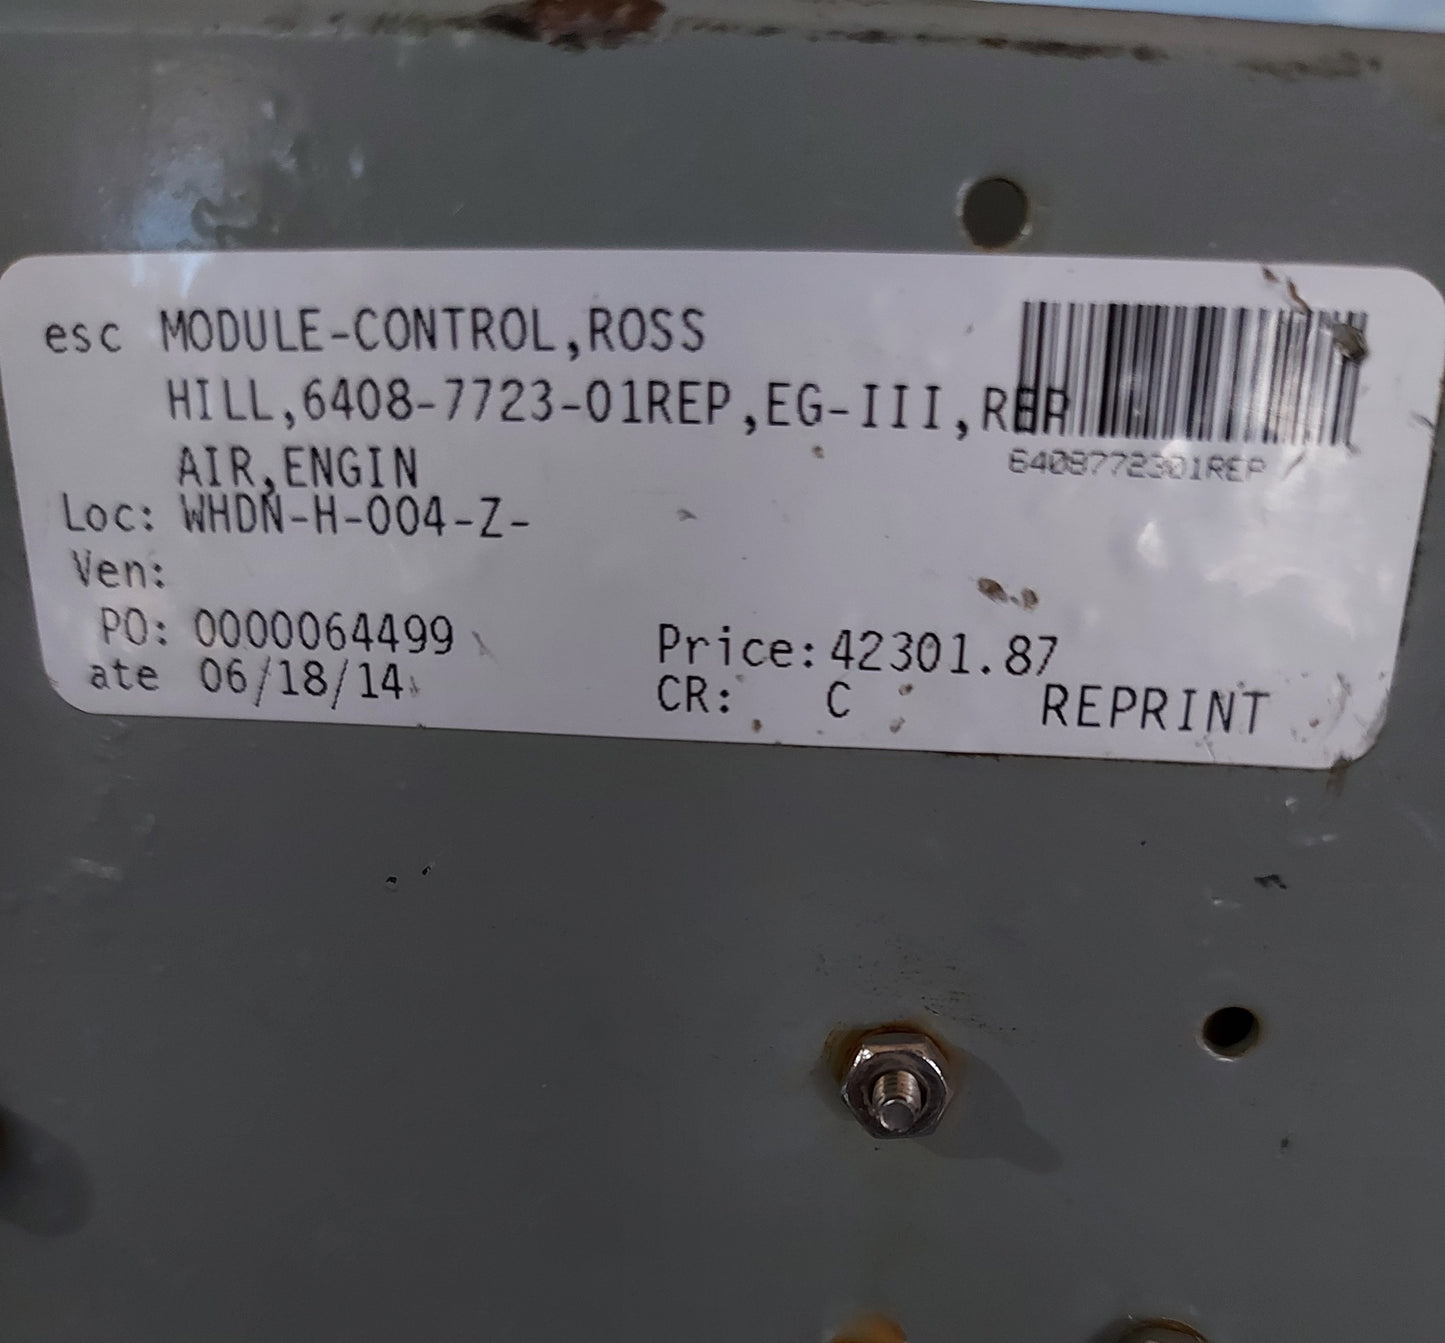 esc MODULE-CONTROL,ROSS
HILL,6408-7723-01REP,EG-III,REP
AIR,ENGIN
6408772301REP
Loc: WHDN-H-004-Z-
Ven:
PO: 0000064499
Price: 42301.87
ate 06/18/14
CR: C
REPRINT